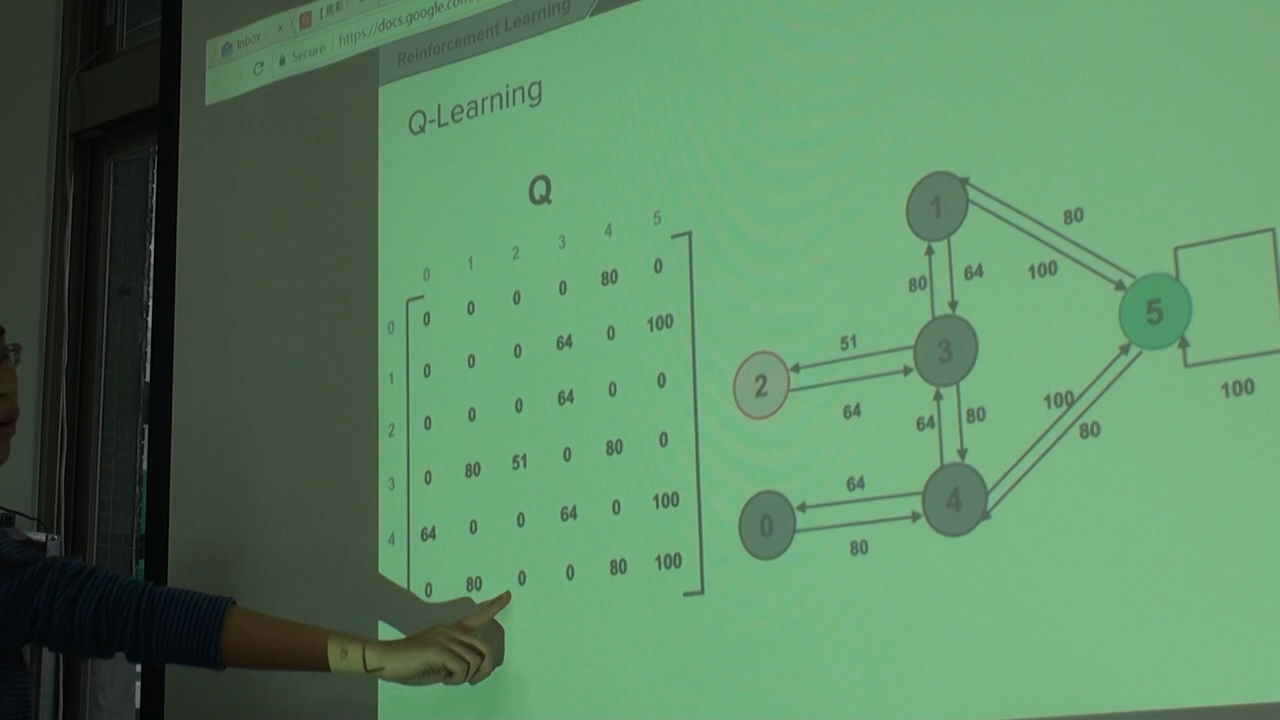 Inbox
Secure https://docs.google.com
Reinforcement Learning
Q-Learning
Q
0 1 2 3 4 5
0 0 0 0 0 80 0
1 0 0 0 64 0 100
2 0 0 0 64 0 0
3 0 80 51 0 80 0
4 64 0 0 64 0 100
0 80 0 0 80 100
1
80
100
80
64
5
3
51
2
64
100
64
80
100
80
64
4
0
80